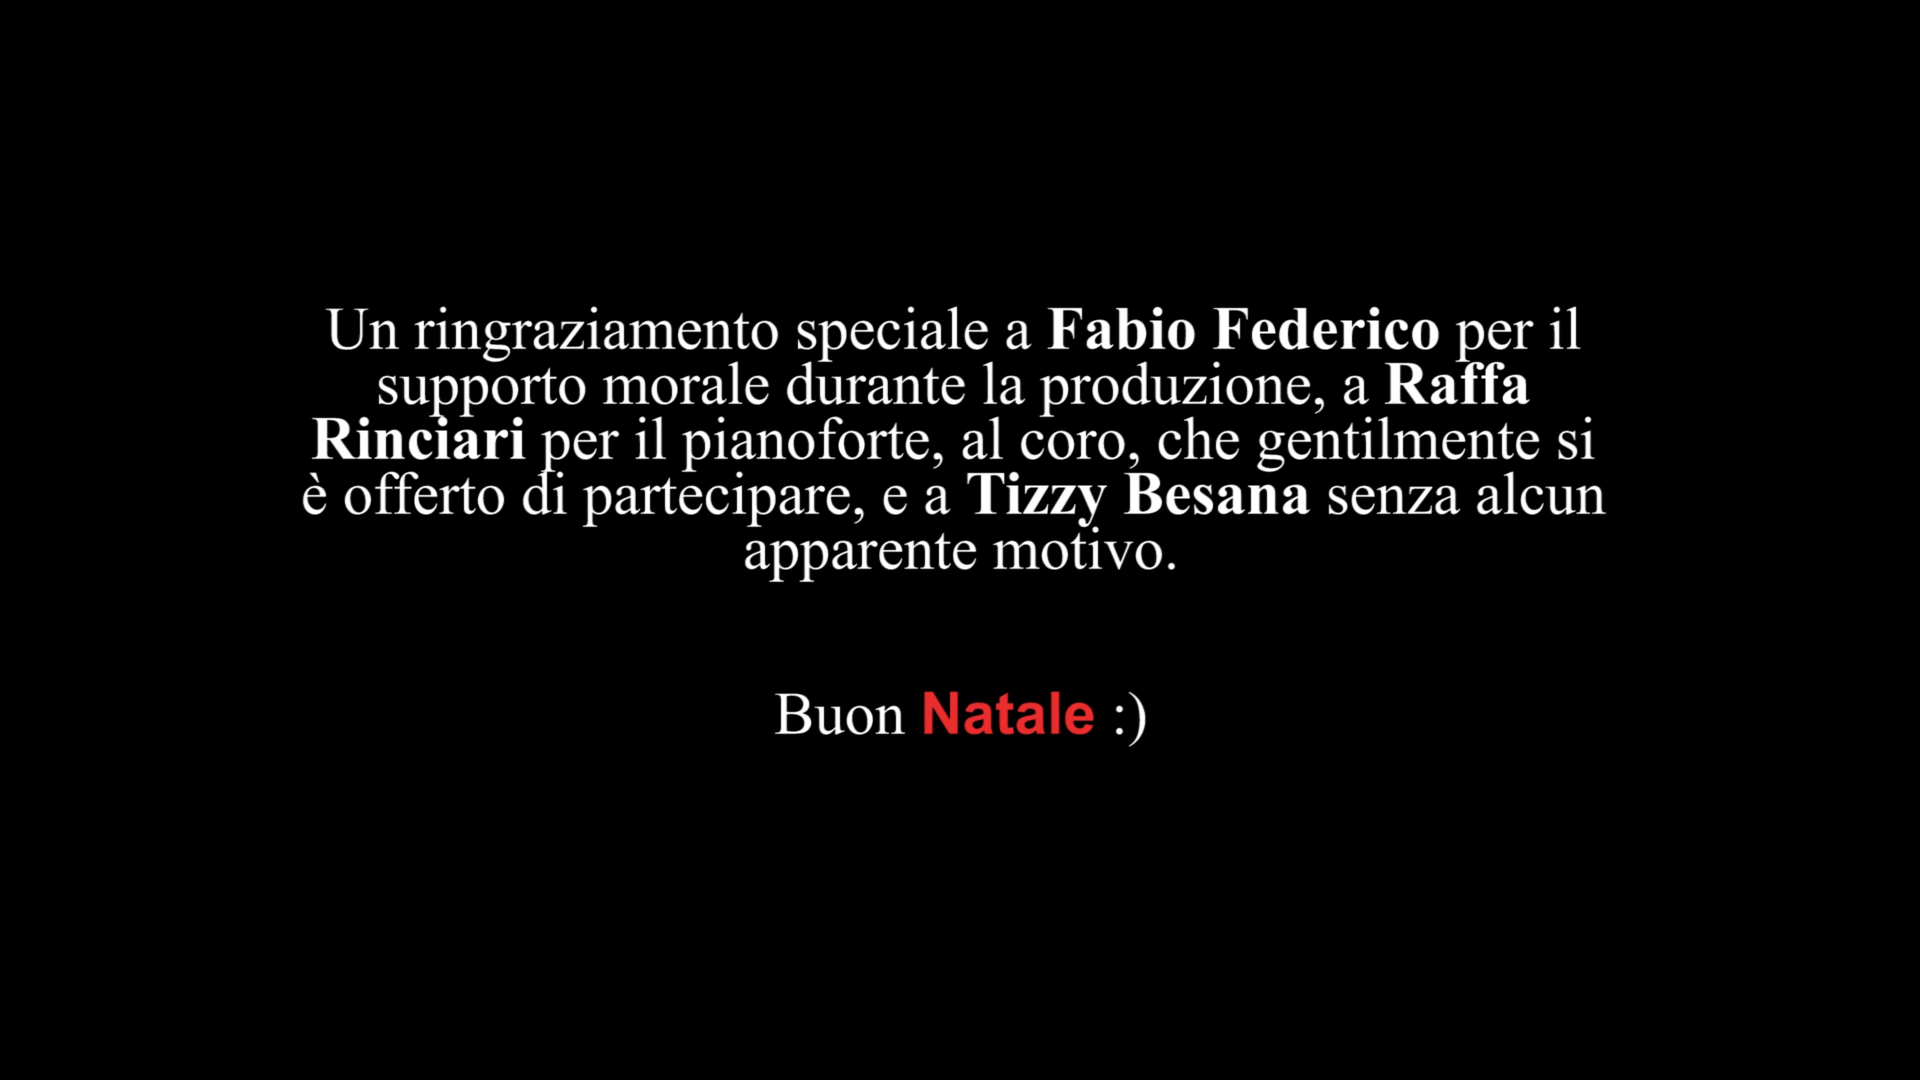 Un ringraziamento speciale a Fabio Federico per il
supporto morale durante la produzione, a Raffa
Rinciari per il pianoforte, al coro, che gentilmente si
è offerto di partecipare, e a Tizzy Besana senza alcun
apparente motivo.
Buon Natale :)